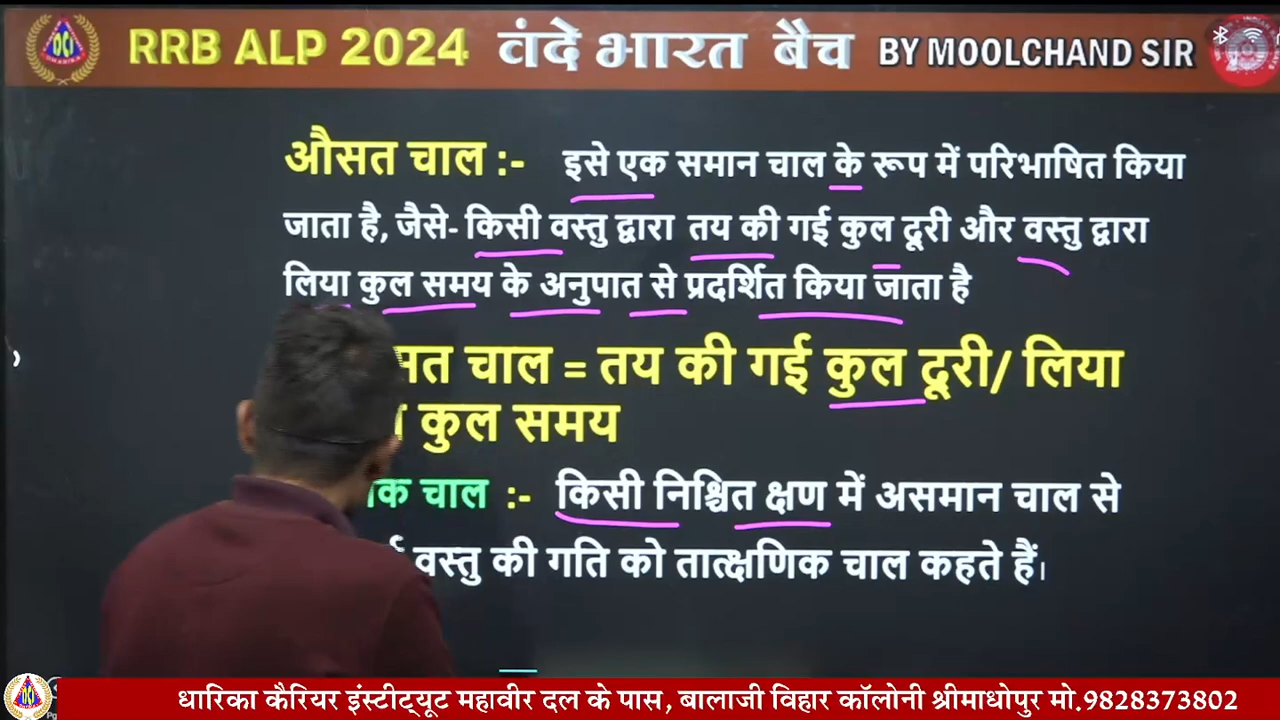 DCI RRB ALP 2024 वंदे भारत बैच BY MOOLCHAND SIR
औसत चाल :- इसे एक समान चाल के रूप में परिभाषित किया
जाता है, जैसे- किसी वस्तु द्वारा तय की गई कुल दूरी और वस्तु द्वारा
लिया कुल समय के अनुपात से प्रदर्शित किया जाता है
चाल = तय की गई कुल दूरी/ लिया
कुल समय
चाल :- किसी निश्चित क्षण में असमान चाल से
वस्तु की गति को तात्क्षणिक चाल कहते हैं।
धारिका कैरियर इंस्टीट्यूट महावीर दल के पास, बालाजी विहार कॉलोनी श्रीमाधोपुर मो.9828373802